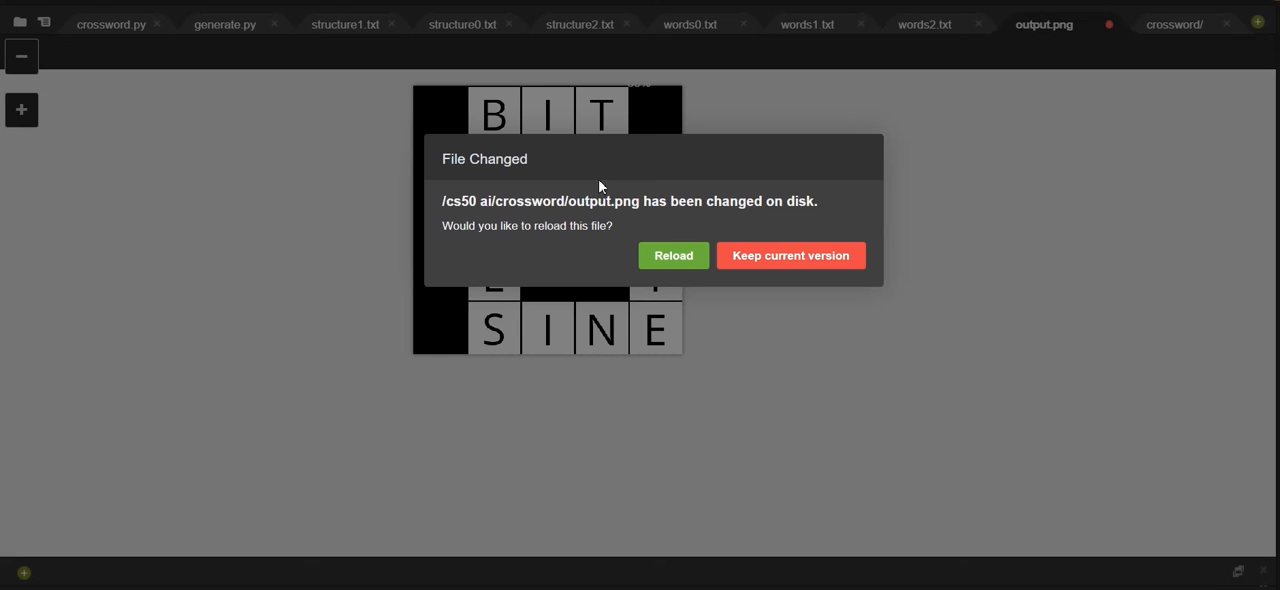 crossword.py generate.py structure1.txt structure0.txt structure2.txt words0.txt words1.txt words2.txt output.png crossword/
B I T
File Changed
/cs50 ai/crossword/output.png has been changed on disk.
Would you like to reload this file?
Reload Keep current version
S I N E